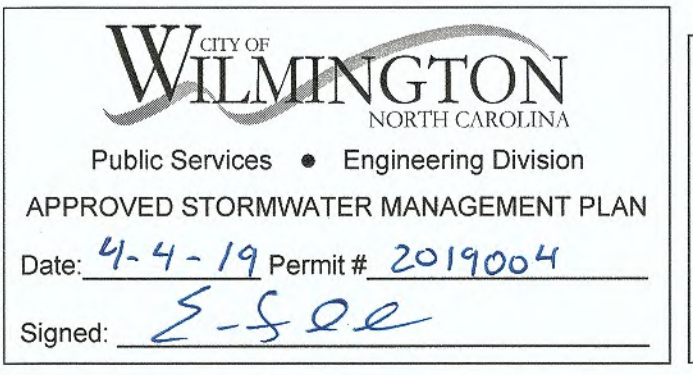 CITY OF
WILMINGTON
NORTH CAROLINA
Public Services • Engineering Division
APPROVED STORMWATER MANAGEMENT PLAN
Date: 4-4-19 Permit # 2019004
Signed: